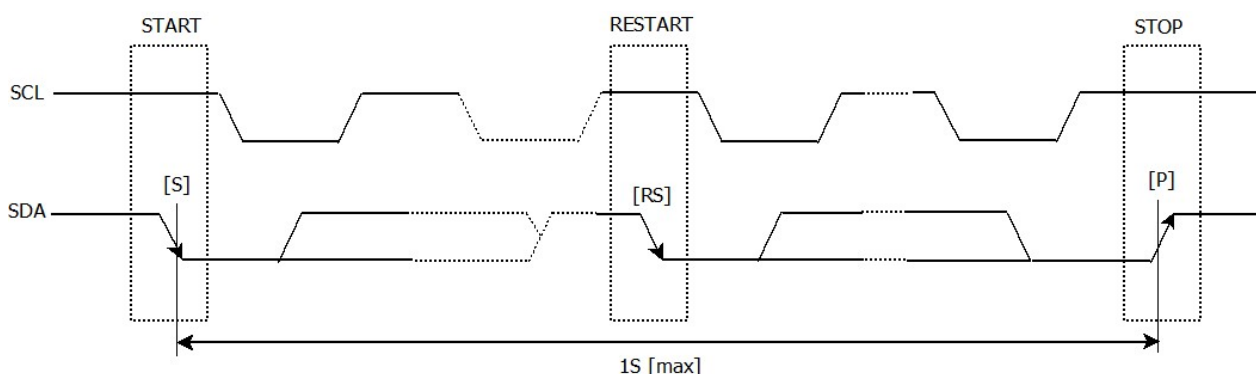 START
RESTART
STOP
SCL
[S]
[RS]
[P]
SDA
1S [max]